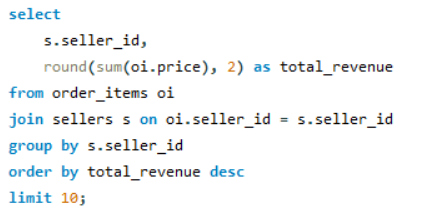 select
    s.seller_id,
    round(sum(oi.price), 2) as total_revenue
from order_items oi
join sellers s on oi.seller_id = s.seller_id
group by s.seller_id
order by total_revenue desc
limit 10;